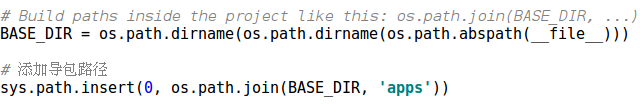 # Build paths inside the project like this: os.path.join(BASE_DIR, ...)
BASE_DIR = os.path.dirname(os.path.dirname(os.path.abspath(__file__)))
# 添加导包路径
sys.path.insert(0, os.path.join(BASE_DIR, 'apps'))